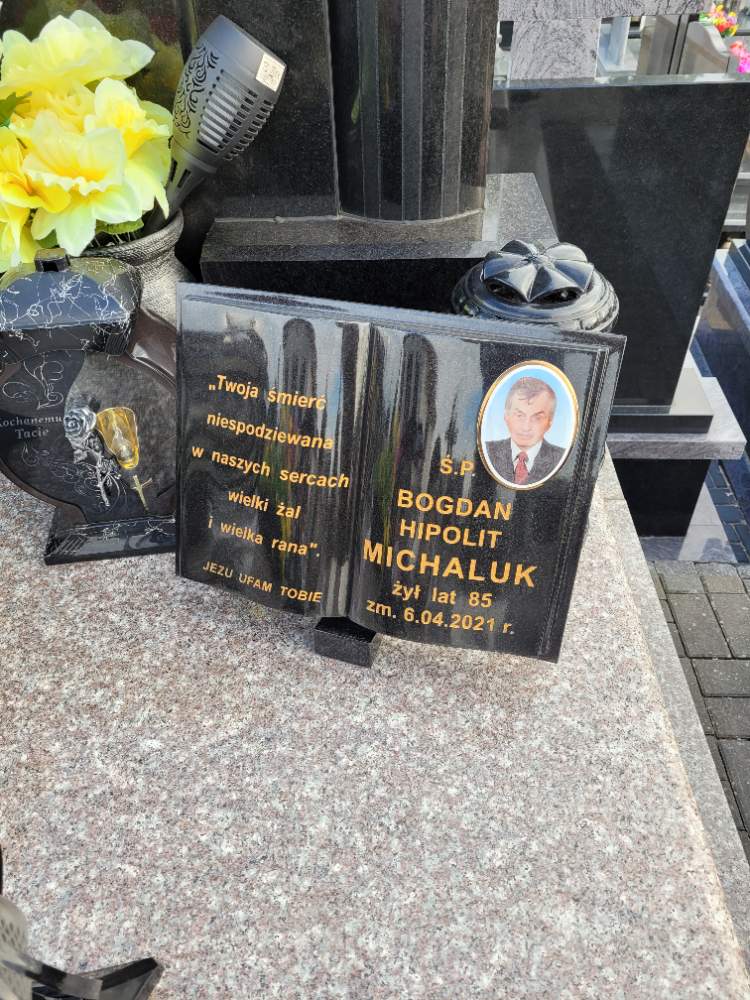 Kochanemu
Tacie
„Twoja śmierć
niespodziewana
w naszych sercach
wielki żal
i wielka rana".
JEZU UFAM TOBIE
Ś.P.
BOGDAN
HIPOLIT
MICHALUK
żył lat 85
zm. 6.04.2021 r.